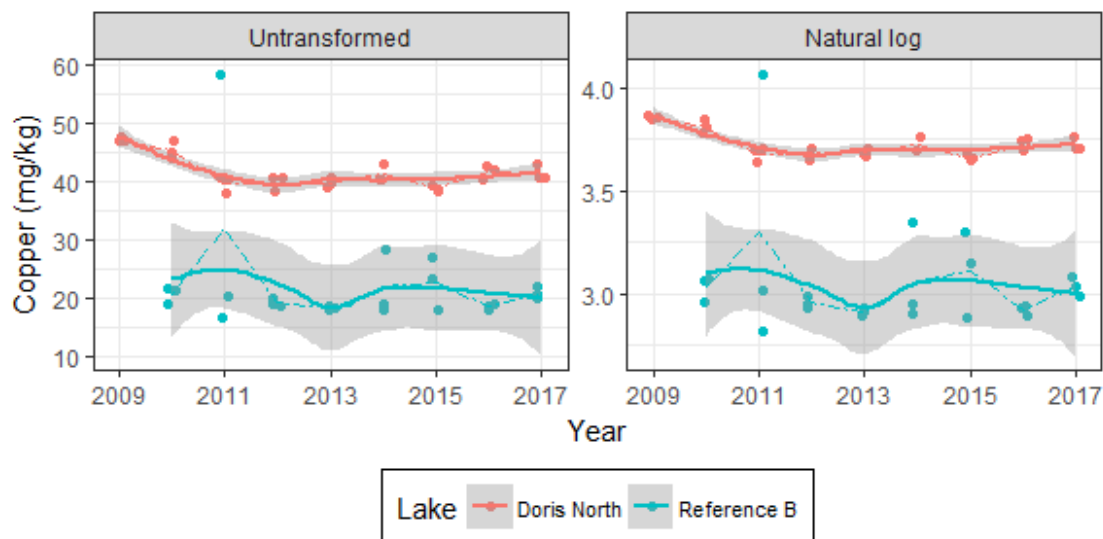 Untransformed
Natural log
Copper (mg/kg)
60
50
40
30
20
10
4.0
3.5
3.0
2009 2011 2013 2015 2017
2009 2011 2013 2015 2017
Year
Lake Doris North Reference B